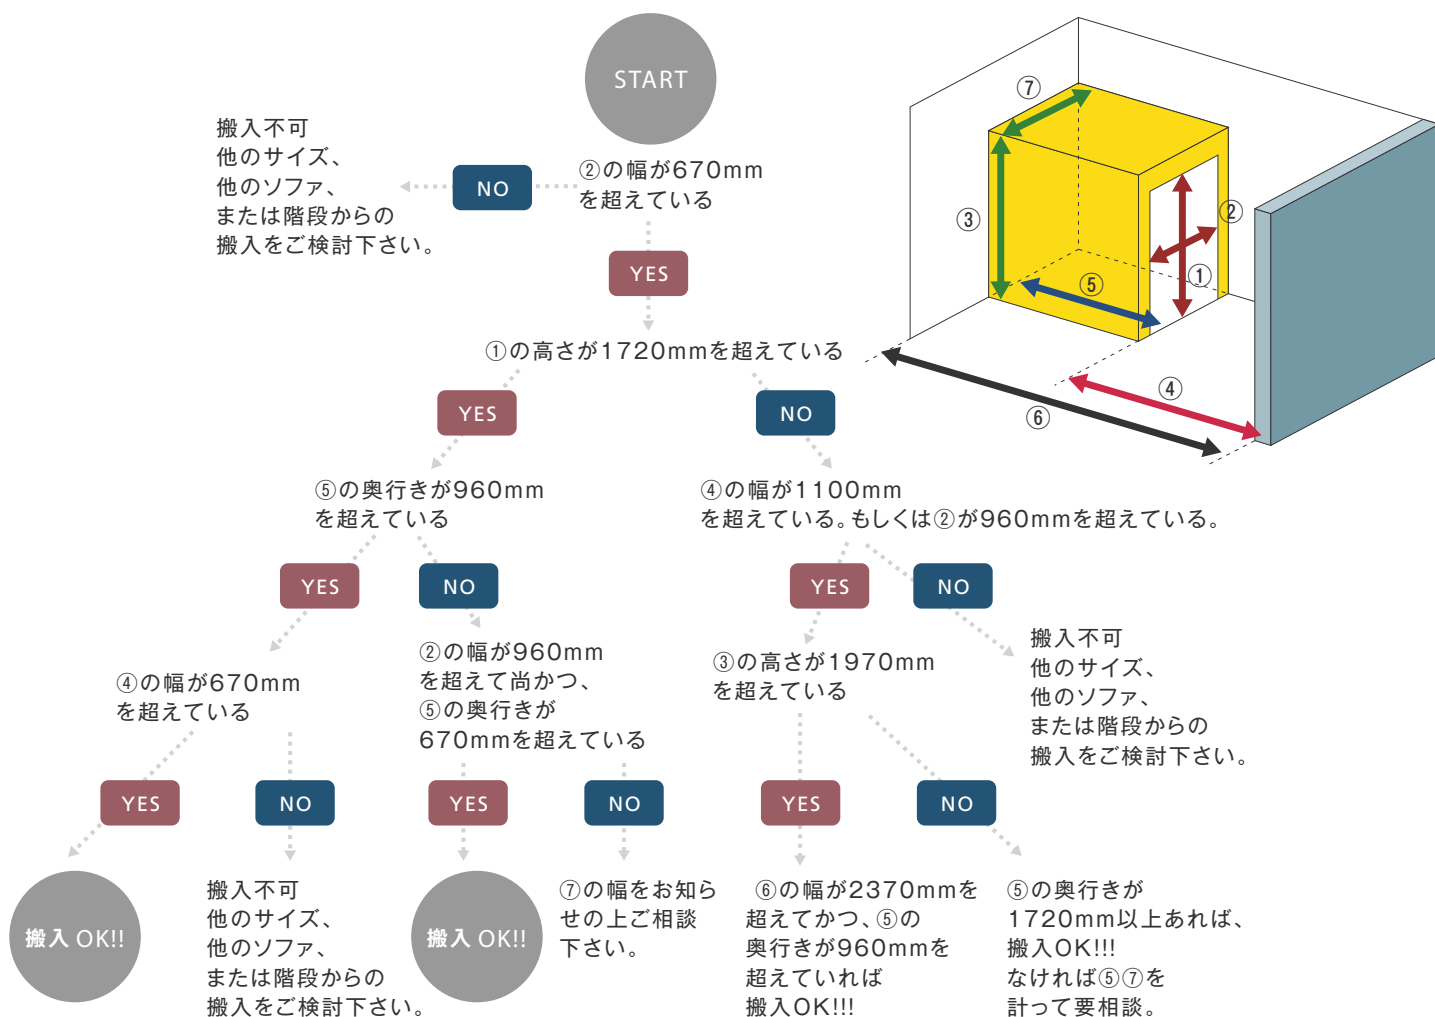 START
②の幅が670mm
を超えている
NO
搬入不可
他のサイズ、
他のソファ、
または階段からの
搬入をご検討下さい。
YES
①の高さが1720mmを超えている
YES
NO
⑤の奥行きが960mm
を超えている
④の幅が1100mm
を超えている。もしくは②が960mmを超えている。
YES
NO
YES
NO
④の幅が670mm
を超えている
②の幅が960mm
を超えて尚かつ、
⑤の奥行きが
670mmを超えている
③の高さが1970mm
を超えている
搬入不可
他のサイズ、
他のソファ、
または階段からの
搬入をご検討下さい。
YES
NO
YES
NO
YES
NO
搬入 OK!!
搬入不可
他のサイズ、
他のソファ、
または階段からの
搬入をご検討下さい。
搬入 OK!!
⑦の幅をお知ら
せの上ご相談
下さい。
⑥の幅が2370mmを
超えてかつ、⑤の
奥行きが960mmを
超えていれば
搬入OK!!!
⑤の奥行きが
1720mm以上あれば、
搬入OK!!!
なければ⑤⑦を
計って要相談。
⑦
③
②
①
⑤
④
⑥